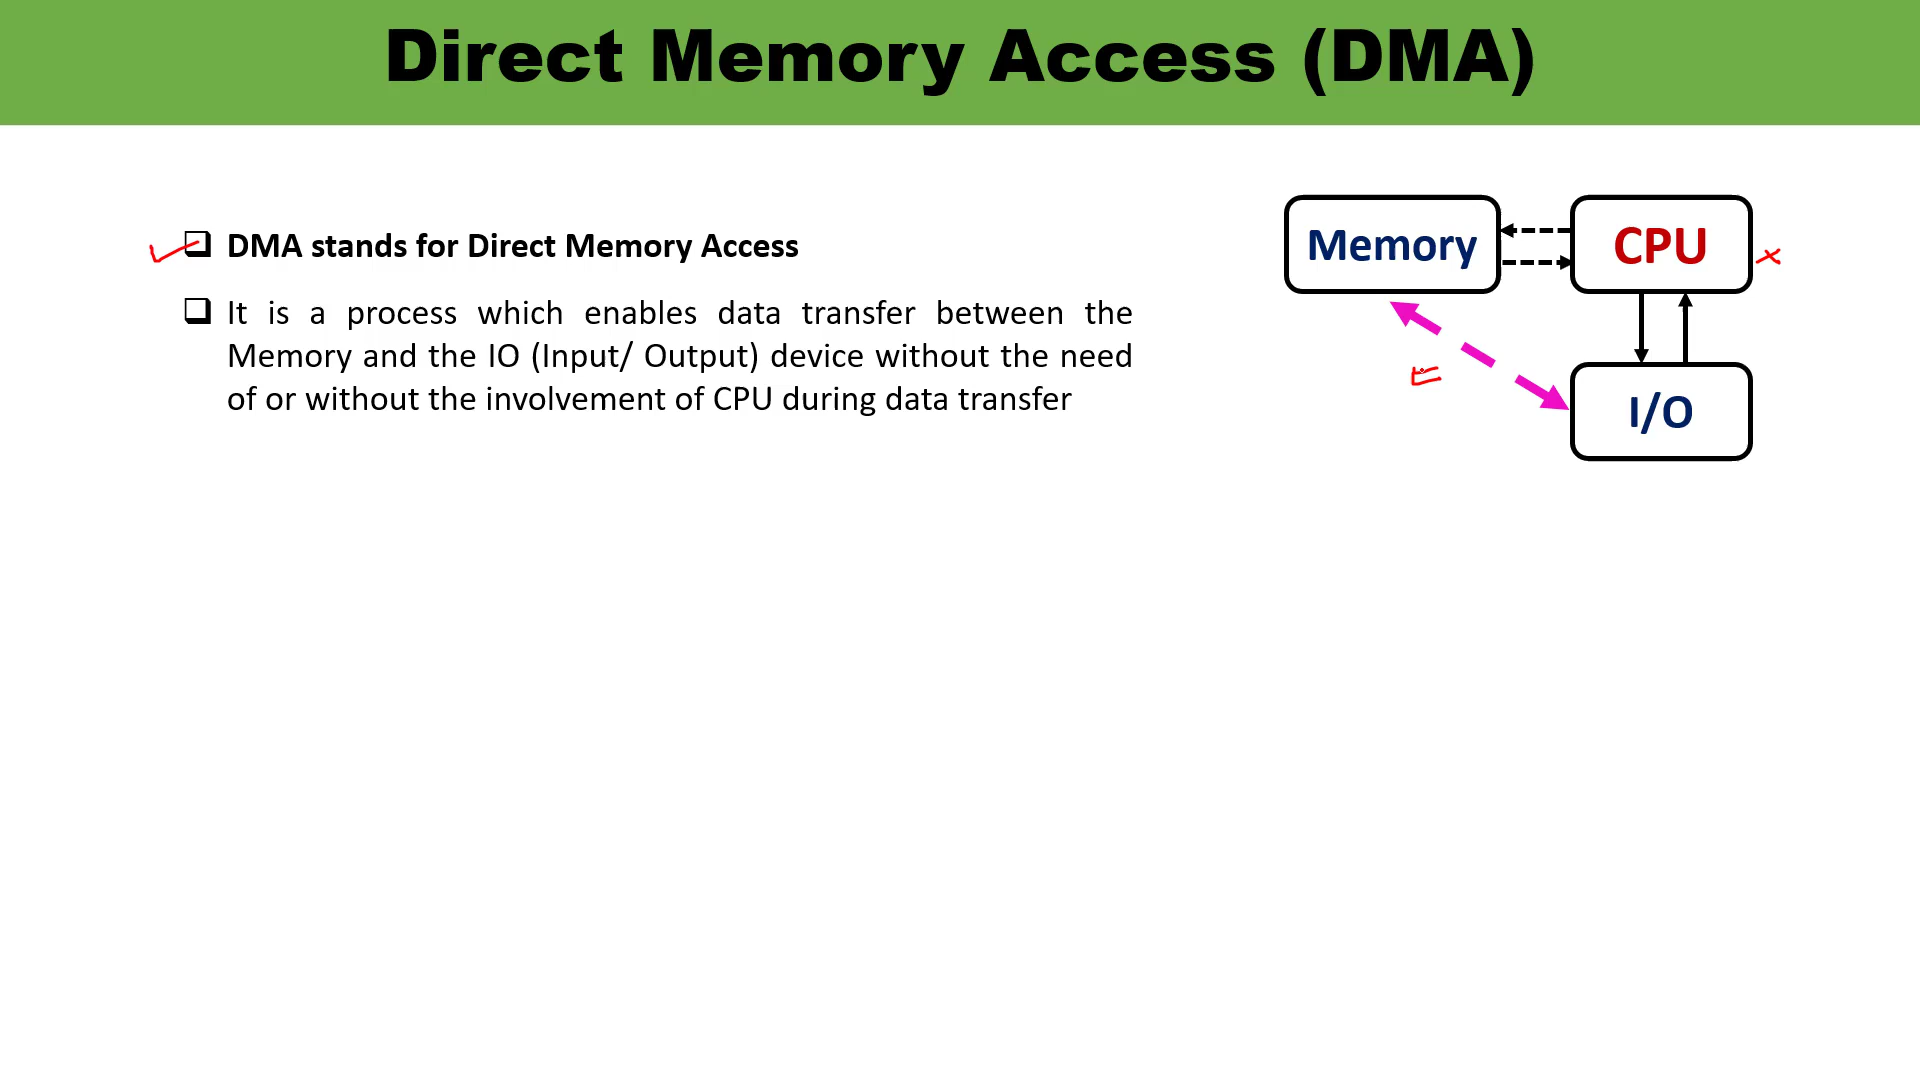 Direct Memory Access (DMA)
DMA stands for Direct Memory Access
It is a process which enables data transfer between the
Memory and the IO (Input/ Output) device without the need
of or without the involvement of CPU during data transfer
Memory
CPU
I/O